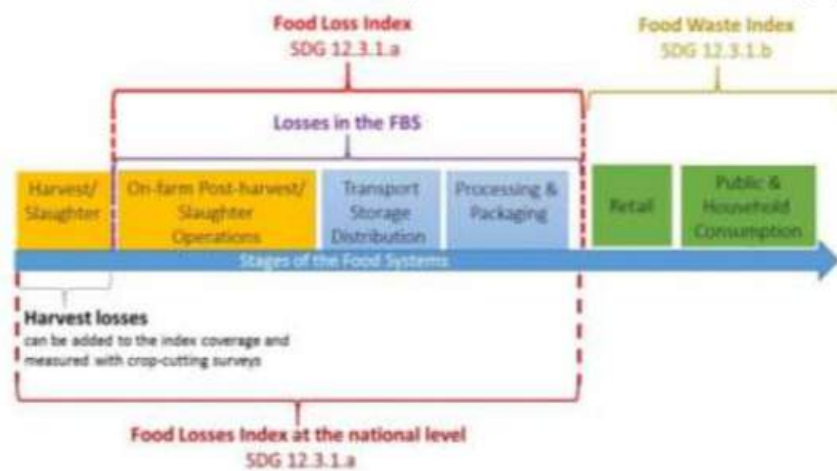 Food Loss Index
SDG 12.3.1.a
Food Waste Index
SDG 12.3.1.b
Losses in the FBS
Harvest/
Slaughter
On-farm Post-harvest/
Slaughter
Operations
Transport
Storage
Distribution
Processing &
Packaging
Retail
Public &
Household
Consumption
Stages of the Food Systems
Harvest losses
can be added to the index coverage and
measured with crop-cutting surveys
Food Losses Index at the national level
SDG 12.3.1.a